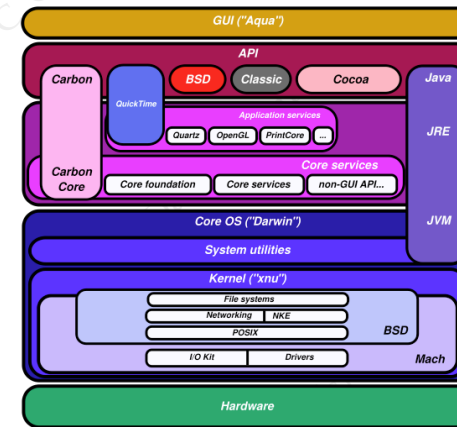 GUI ("Aqua")
API
Carbon
QuickTime
BSD
Classic
Cocoa
Java
Application services
Quartz
OpenGL
PrintCore
...
JRE
Core services
Carbon
Core
Core foundation
Core services
non-GUI API...
Core OS ("Darwin")
JVM
System utilities
Kernel ("xnu")
File systems
Networking
NKE
POSIX
BSD
I/O Kit
Drivers
Mach
Hardware